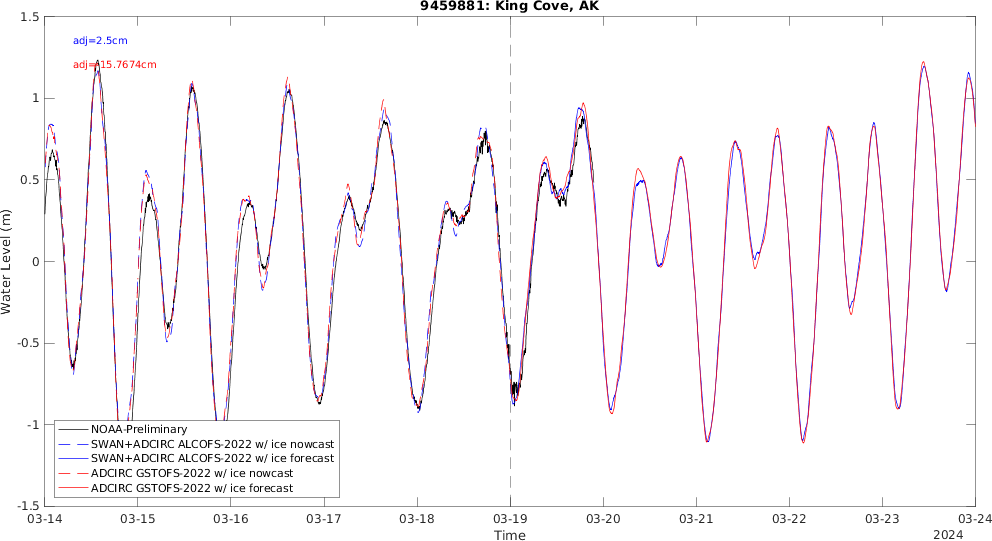 9459881: King Cove, AK
adj=2.5cm
adj=-15.7674cm
Water Level (m)
1.5
1
0.5
0
-0.5
-1
-1.5
NOAA-Preliminary
SWAN+ADCIRC ALCOFS-2022 w/ ice nowcast
SWAN+ADCIRC ALCOFS-2022 w/ ice forecast
ADCIRC GSTOFS-2022 w/ ice nowcast
ADCIRC GSTOFS-2022 w/ ice forecast
03-14 03-15 03-16 03-17 03-18 03-19 03-20 03-21 03-22 03-23 03-24
Time
2024